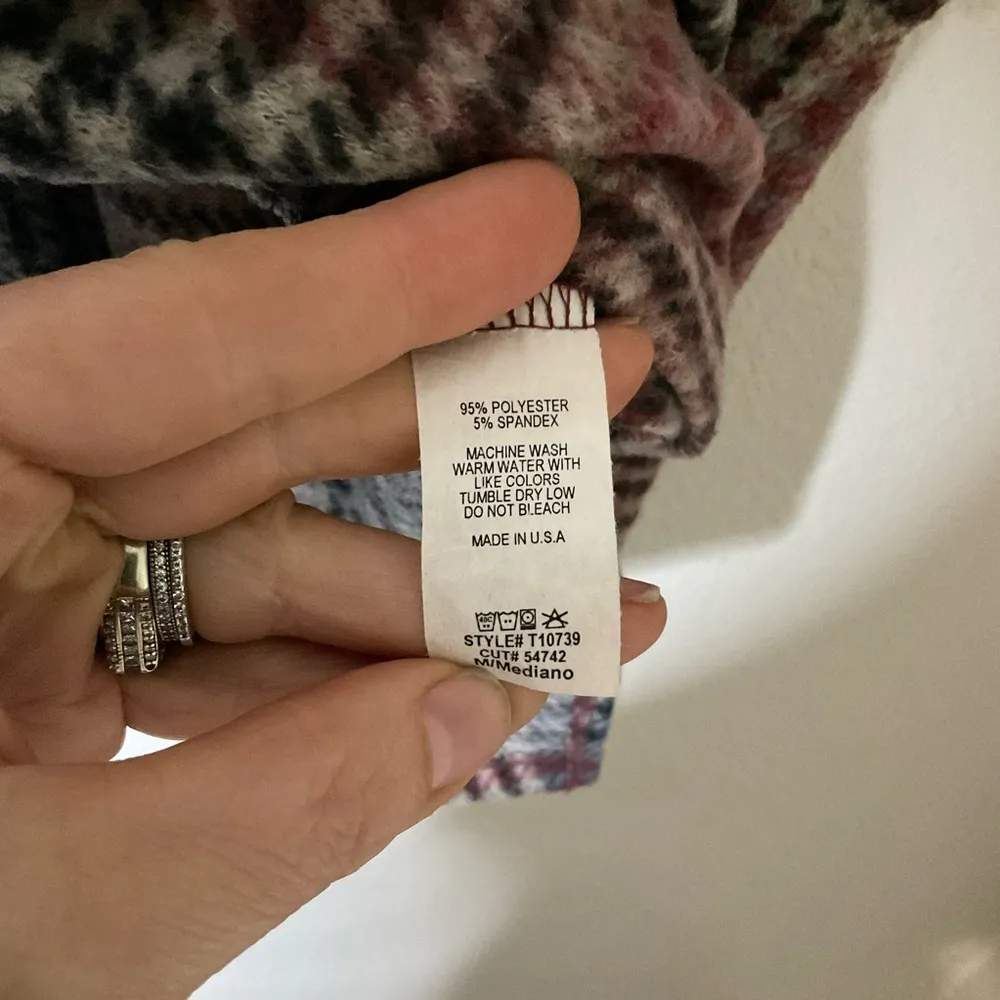 95% POLYESTER
5% SPANDEX
MACHINE WASH
WARM WATER WITH
LIKE COLORS
TUMBLE DRY LOW
DO NOT BLEACH
MADE IN U.S.A
40C
STYLE# T10739
CUT# 54742
M/Mediano